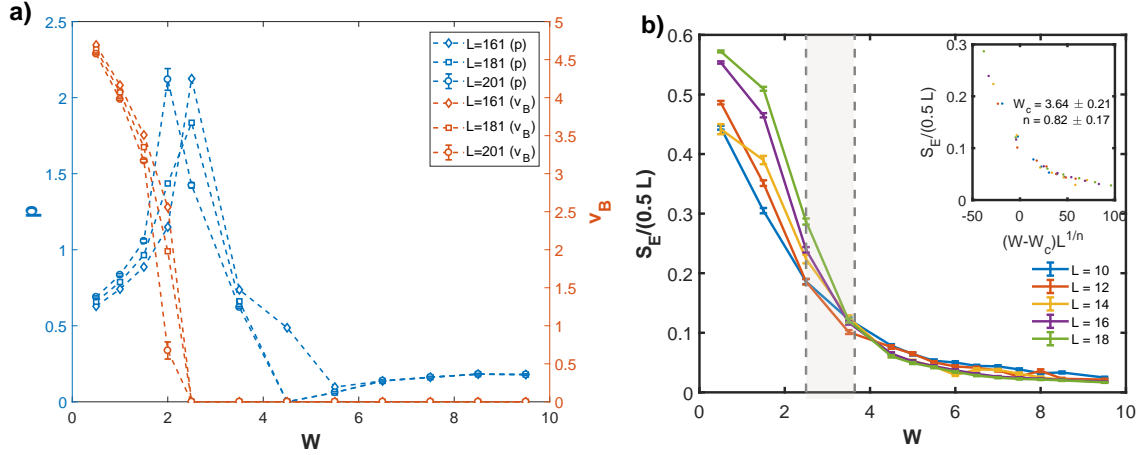 a)
2.5
2
1.5
1
0.5
0
p
0
2
4
6
8
10
W
5
4.5
4
3.5
3
2.5
2
1.5
1
0.5
0
v_B
L=161 (p)
L=181 (p)
L=201 (p)
L=161 (v_B)
L=181 (v_B)
L=201 (v_B)
b)
0.6
0.5
0.4
0.3
0.2
0.1
0
S_E/(0.5 L)
0
2
4
6
8
10
W
0.3
0.2
0.1
0
S_E/(0.5 L)
W_c = 3.64 ± 0.21
n = 0.82 ± 0.17
-50
0
50
100
(W-W_c)L^{1/n}
L = 10
L = 12
L = 14
L = 16
L = 18